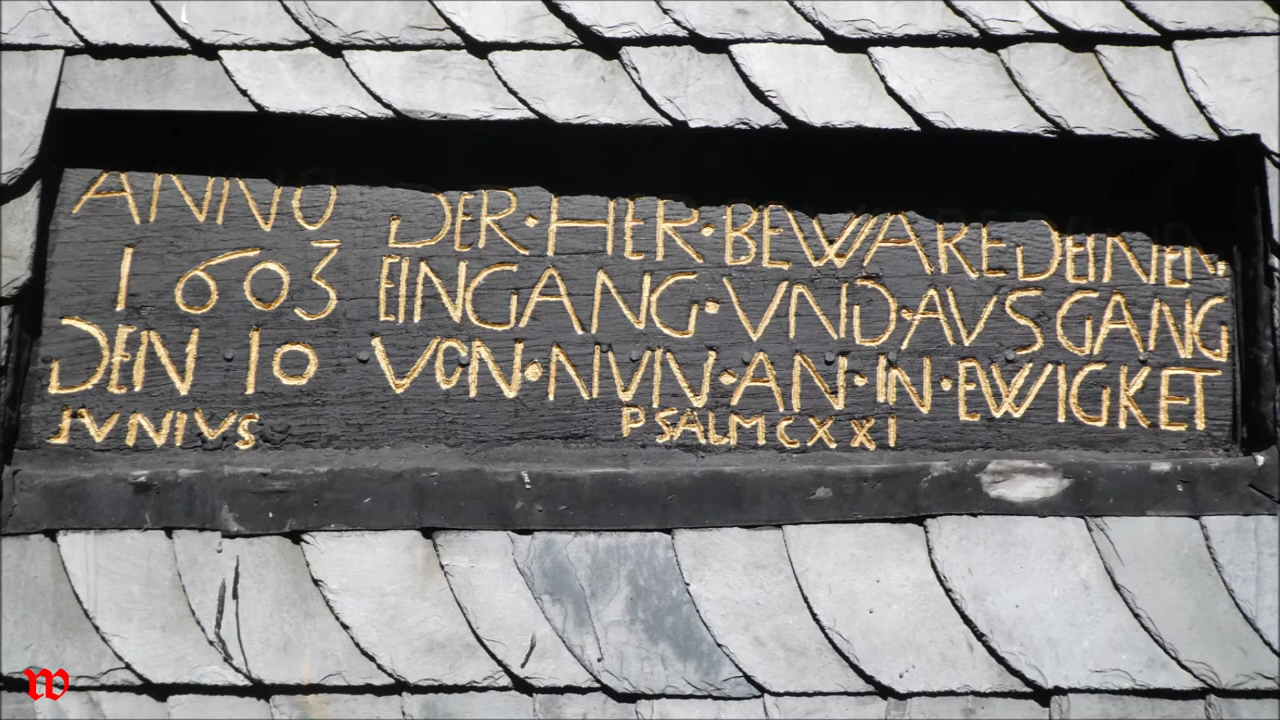 ANNO DER·HER·BEWARE DEINEN
1603 EINGANG·VND·AVSGANG
DEN 10 VON·NVN·AN·IN·EWIGKET
JVNIVS PSALM CXXI
W